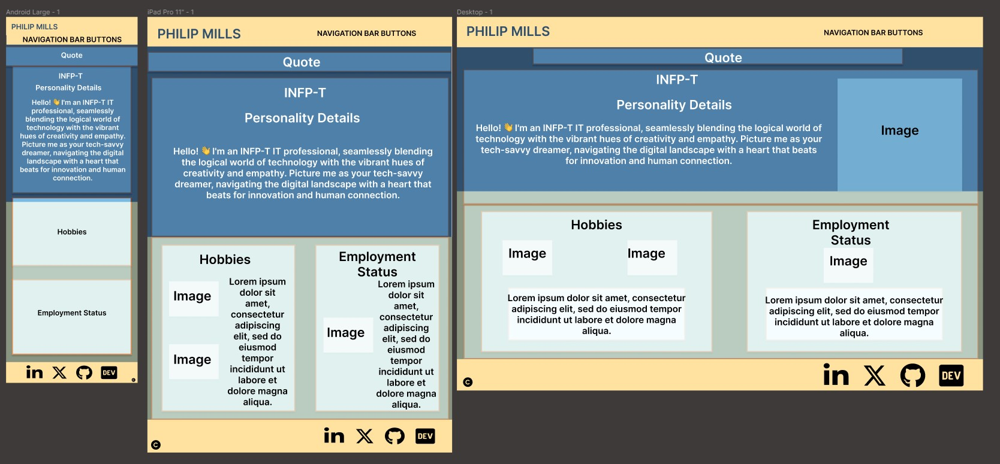 Android Large - 1
PHILIP MILLS
NAVIGATION BAR BUTTONS
Quote
INFP-T
Personality Details
Hello! 👋 I'm an INFP-T IT
professional, seamlessly
blending the logical world of
technology with the vibrant
hues of creativity and empathy.
Picture me as your tech-savvy
dreamer, navigating the digital
landscape with a heart that
beats for innovation and human
connection.
Hobbies
Employment Status
in X DEV
C
iPad Pro 11" - 1
PHILIP MILLS
NAVIGATION BAR BUTTONS
Quote
INFP-T
Personality Details
Hello! 👋 I'm an INFP-T IT professional, seamlessly blending
the logical world of technology with the vibrant hues of
creativity and empathy. Picture me as your tech-savvy
dreamer, navigating the digital landscape with a heart that
beats for innovation and human connection.
Hobbies
Image
Image
Lorem ipsum
dolor sit
amet,
consectetur
adipiscing
elit, sed do
eiusmod
tempor
incididunt ut
labore et
dolore magna
aliqua.
Employment
Status
Image
Lorem ipsum
dolor sit
amet,
consectetur
adipiscing
elit, sed do
eiusmod
tempor
incididunt ut
labore et
dolore magna
aliqua.
in X DEV
C
Desktop - 1
PHILIP MILLS
NAVIGATION BAR BUTTONS
Quote
INFP-T
Personality Details
Hello! 👋 I'm an INFP-T IT professional, seamlessly blending the logical world of
technology with the vibrant hues of creativity and empathy. Picture me as your
tech-savvy dreamer, navigating the digital landscape with a heart that beats
for innovation and human connection.
Image
Hobbies
Image
Image
Lorem ipsum dolor sit amet, consectetur
adipiscing elit, sed do eiusmod tempor
incididunt ut labore et dolore magna
aliqua.
Employment
Status
Image
Lorem ipsum dolor sit amet, consectetur
adipiscing elit, sed do eiusmod tempor
incididunt ut labore et dolore magna
aliqua.
in X DEV
C